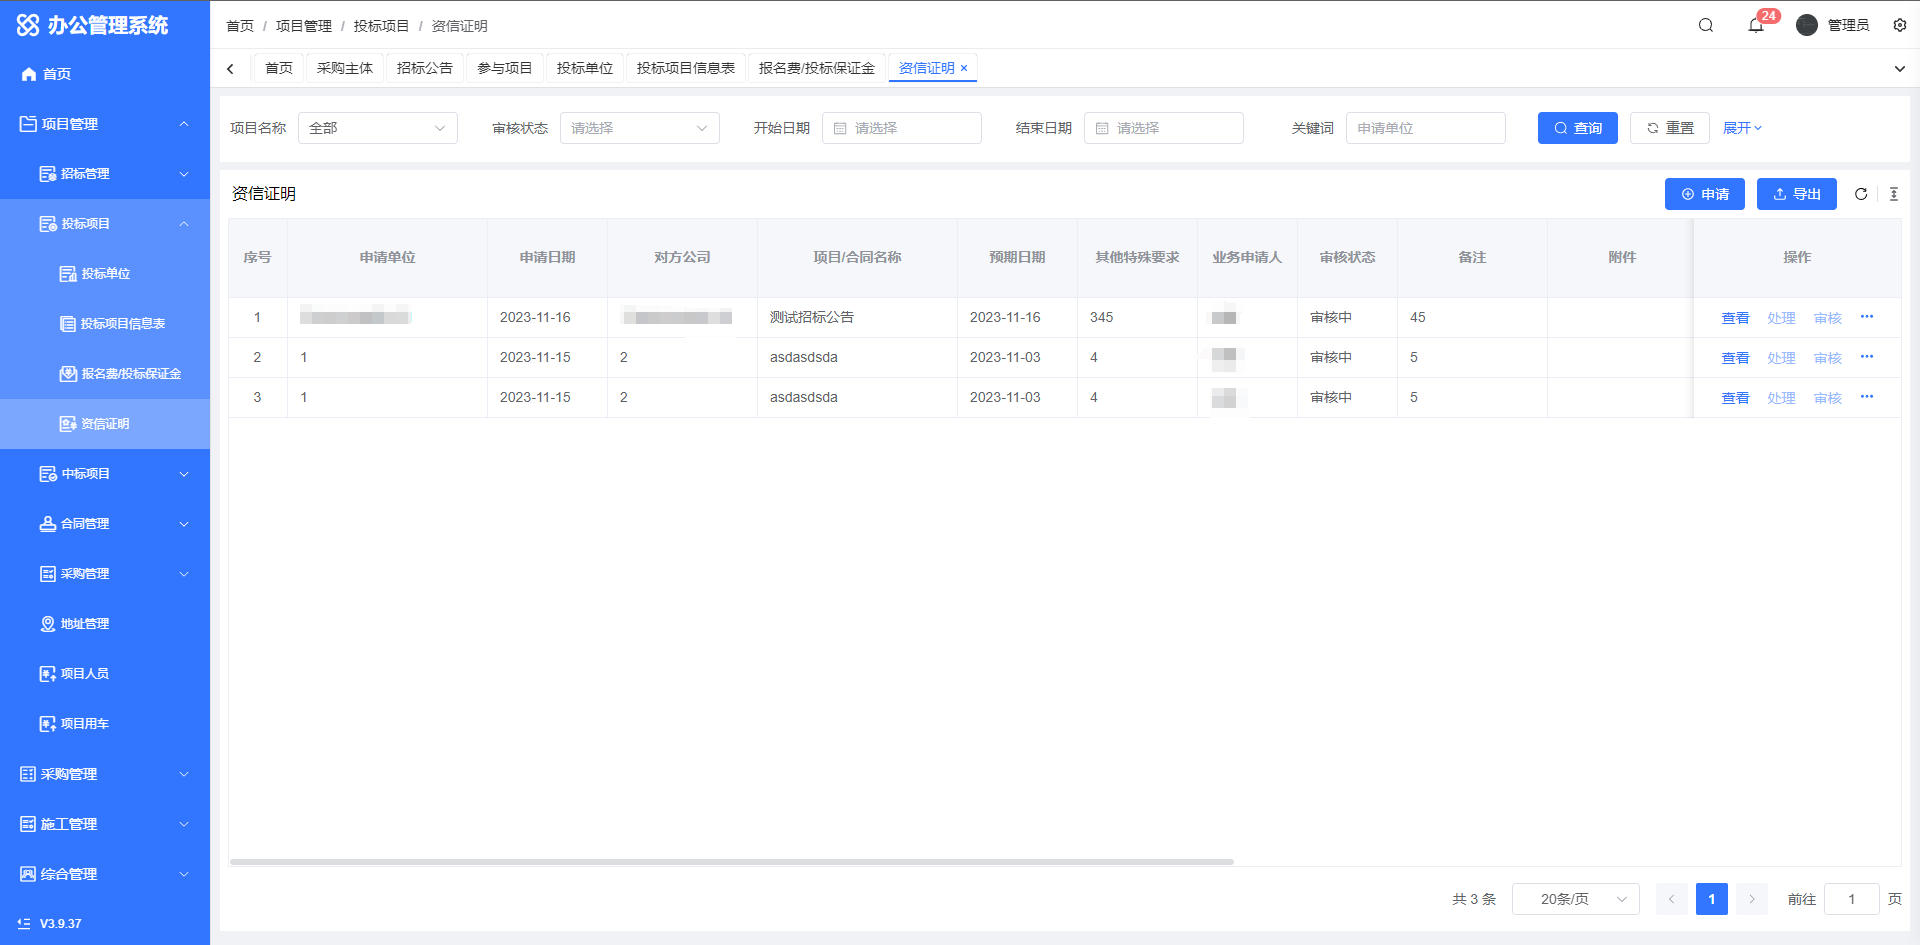 办公管理系统
首页 / 项目管理 / 投标项目 / 资信证明
24
管理员
首页
首页 采购主体 招标公告 参与项目 投标单位 投标项目信息表 报名费/投标保证金 资信证明 ×
项目管理
招标管理
投标项目
投标单位
投标项目信息表
报名费/投标保证金
资信证明
中标项目
合同管理
采购管理
地址管理
项目人员
项目用车
采购管理
施工管理
综合管理
V3.9.37
项目名称 全部 审核状态 请选择 开始日期 请选择 结束日期 请选择 关键词 申请单位 查询 重置 展开
资信证明 申请 导出
序号 申请单位 申请日期 对方公司 项目/合同名称 预期日期 其他特殊要求 业务申请人 审核状态 备注 附件 操作
1 2023-11-16 测试招标公告 2023-11-16 345 审核中 45 查看 处理 审核 ···
2 1 2023-11-15 2 asdasdsda 2023-11-03 4 审核中 5 查看 处理 审核 ···
3 1 2023-11-15 2 asdasdsda 2023-11-03 4 审核中 5 查看 处理 审核 ···
共 3 条 20条/页 1 前往 1 页